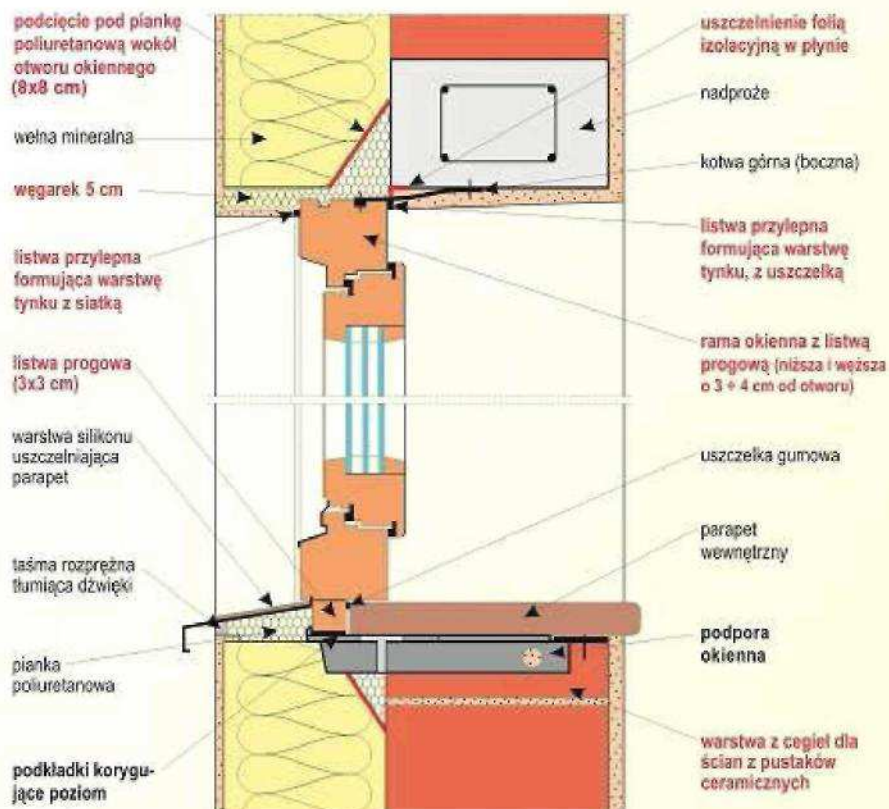 podcięcie pod piankę
poliuretanową wokół
otworu okiennego
(8x8 cm)
wełna mineralna
węgarek 5 cm
listwa przylepna
formująca warstwę
tynku z siatką
listwa progowa
(3x3 cm)
warstwa silikonu
uszczelniająca
parapet
taśma rozprężna
tłumiąca dźwięki
pianka
poliuretanowa
podkładki korygu-
jące poziom
uszczelnienie folią
izolacyjną w płynie
nadproże
kotwa górna (boczna)
listwa przylepna
formująca warstwę
tynku, z uszczelką
rama okienna z listwą
progową (niższa i węższa
o 3 ÷ 4 cm od otworu)
uszczelka gumowa
parapet
wewnętrzny
podpora
okienna
warstwa z cegieł dla
ścian z pustaków
ceramicznych